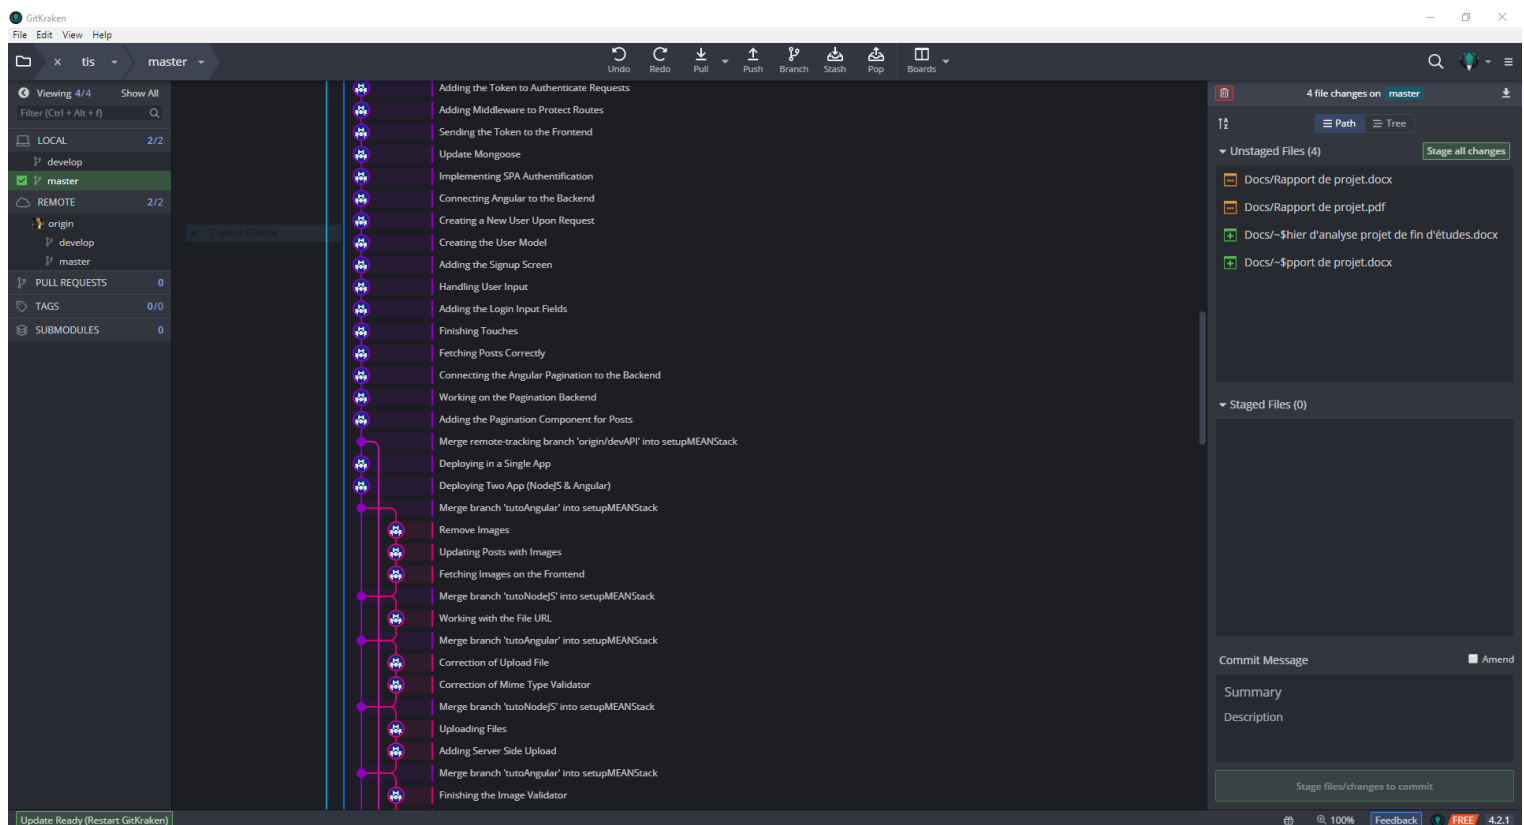 GitKraken
File Edit View Help
tis master
Undo Redo Pull Push Branch Stash Pop Boards
Viewing 4/4 Show All
Filter (Ctrl + Alt + f)
LOCAL 2/2
develop
master
REMOTE 2/2
origin
develop
master
PULL REQUESTS 0
TAGS 0/0
SUBMODULES 0
Capture Fenêtre
Adding the Token to Authenticate Requests
Adding Middleware to Protect Routes
Sending the Token to the Frontend
Update Mongoose
Implementing SPA Authentification
Connecting Angular to the Backend
Creating a New User Upon Request
Creating the User Model
Adding the Signup Screen
Handling User Input
Adding the Login Input Fields
Finishing Touches
Fetching Posts Correctly
Connecting the Angular Pagination to the Backend
Working on the Pagination Backend
Adding the Pagination Component for Posts
Merge remote-tracking branch 'origin/devAPI' into setupMEANStack
Deploying in a Single App
Deploying Two App (NodeJS & Angular)
Merge branch 'tutoAngular' into setupMEANStack
Remove Images
Updating Posts with Images
Fetching Images on the Frontend
Merge branch 'tutoNodeJS' into setupMEANStack
Working with the File URL
Merge branch 'tutoAngular' into setupMEANStack
Correction of Upload File
Correction of Mime Type Validator
Merge branch 'tutoNodeJS' into setupMEANStack
Uploading Files
Adding Server Side Upload
Merge branch 'tutoAngular' into setupMEANStack
Finishing the Image Validator
4 file changes on master
Path Tree
Unstaged Files (4) Stage all changes
Docs/Rapport de projet.docx
Docs/Rapport de projet.pdf
Docs/~$hier d'analyse projet de fin d'études.docx
Docs/~$pport de projet.docx
Staged Files (0)
Commit Message Amend
Summary
Description
Stage files/changes to commit
Update Ready (Restart GitKraken)
100% Feedback FREE 4.2.1